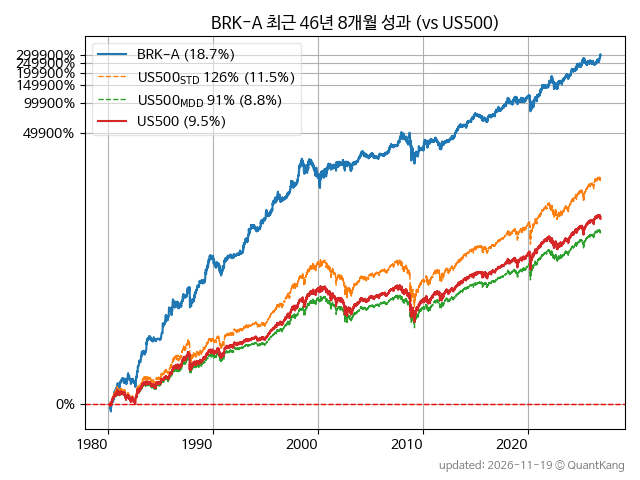 BRK-A 최근 46년 8개월 성과 (vs US500)
BRK-A (18.7%)
US500STD 126% (11.5%)
US500MDD 91% (8.8%)
US500 (9.5%)
299900%
249900%
199900%
149900%
99900%
49900%
0%
1980 1990 2000 2010 2020
updated: 2026-11-19 © QuantKang